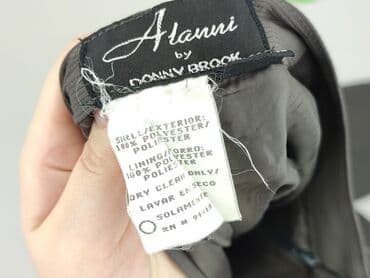 Alanni
by
DONNY BROOK
SHELL/EXTERIOR:
100% POLYESTER/
POLIESTER
LINING/FORRO:
100% POLYESTER
POLIESTER
DRY CLEAN ONLY/
LAVAR EN SECO
SOLAMENTE
RN #